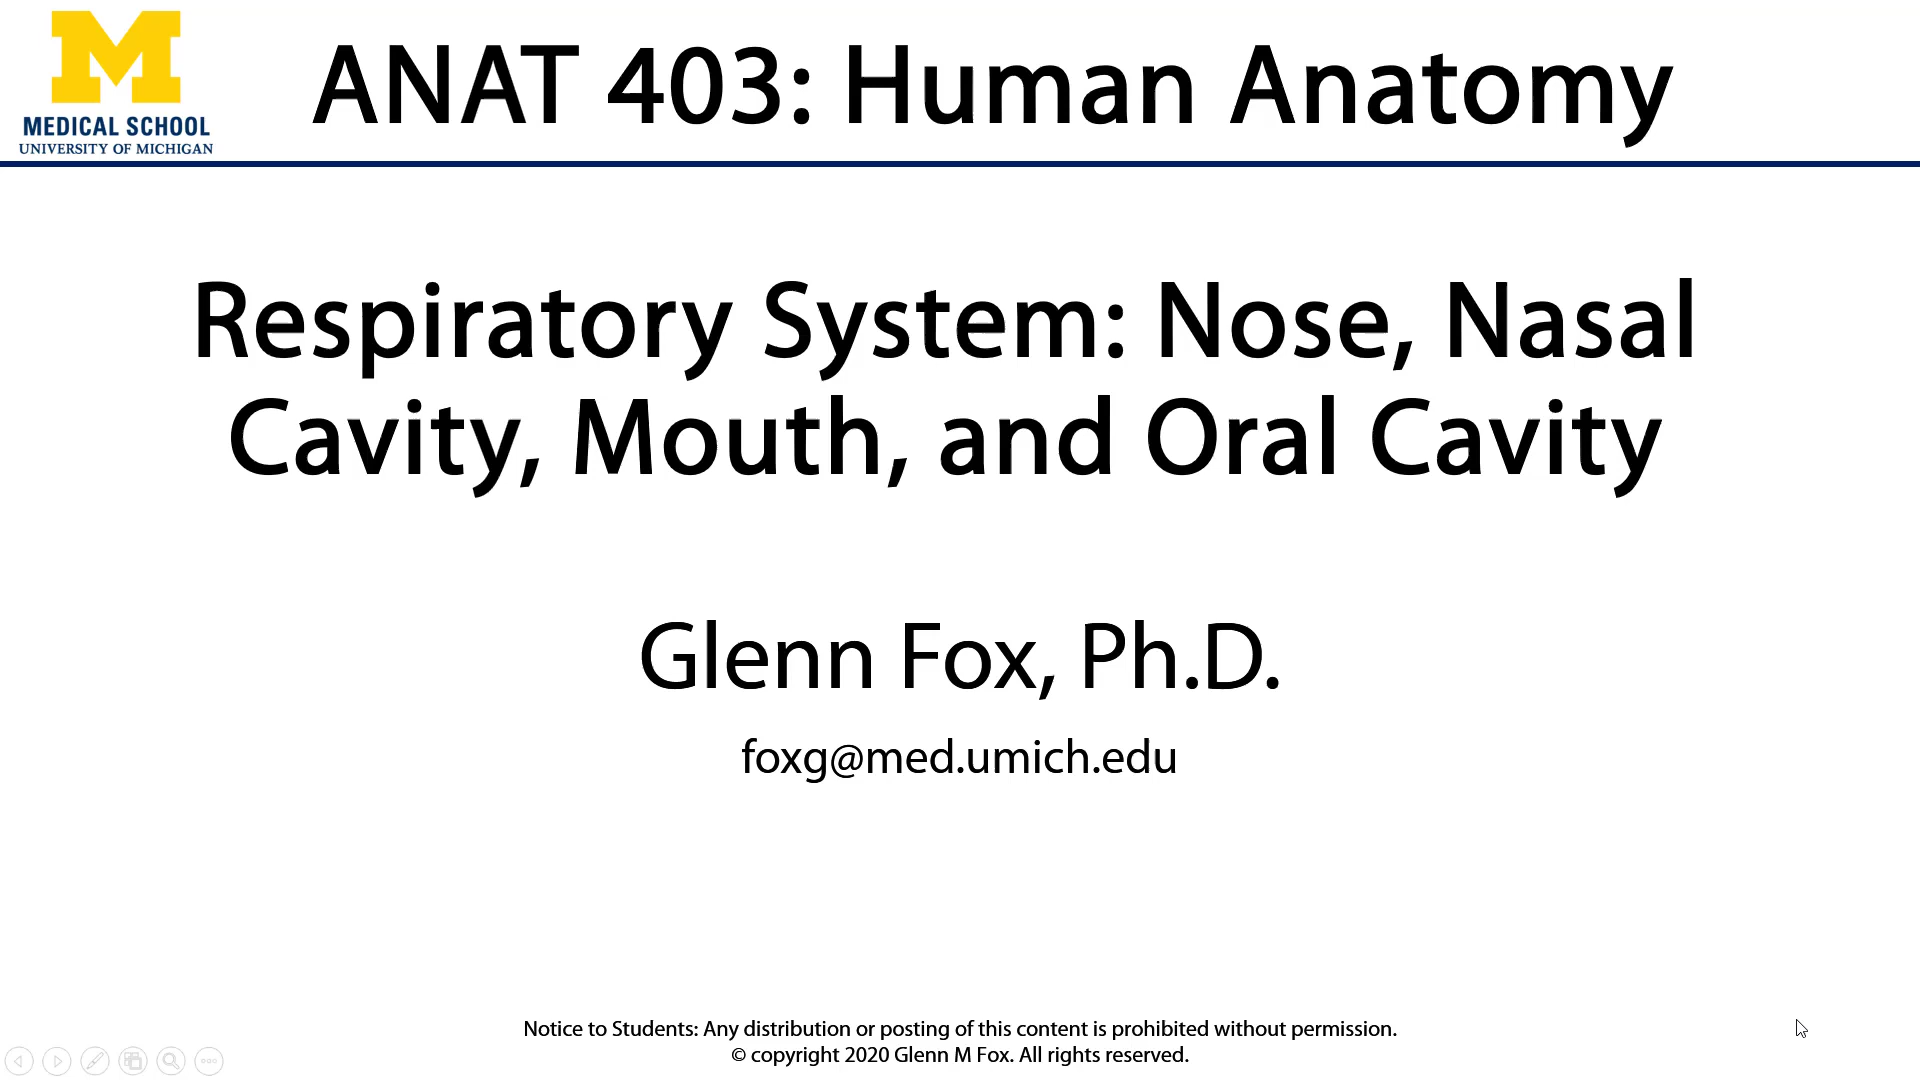 M
MEDICAL SCHOOL
UNIVERSITY OF MICHIGAN
ANAT 403: Human Anatomy
Respiratory System: Nose, Nasal
Cavity, Mouth, and Oral Cavity
Glenn Fox, Ph.D.
foxg@med.umich.edu
Notice to Students: Any distribution or posting of this content is prohibited without permission.
© copyright 2020 Glenn M Fox. All rights reserved.